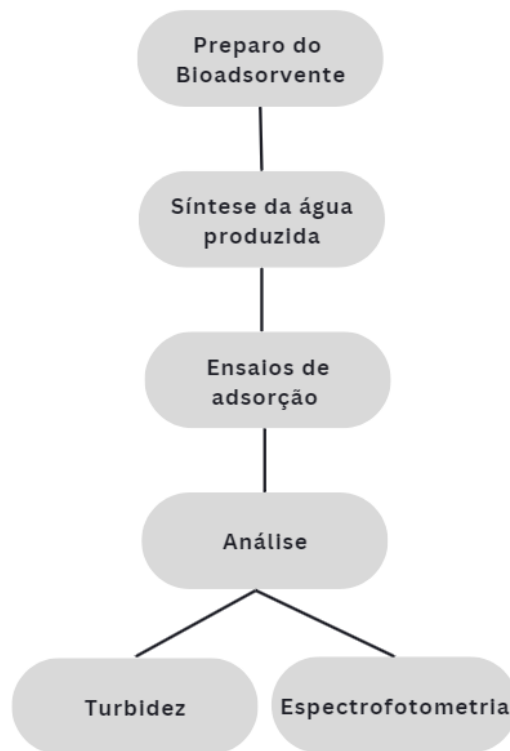 Preparo do
Bioadsorvente
Síntese da água
produzida
Ensaios de
adsorção
Análise
Turbidez
Espectrofotometria